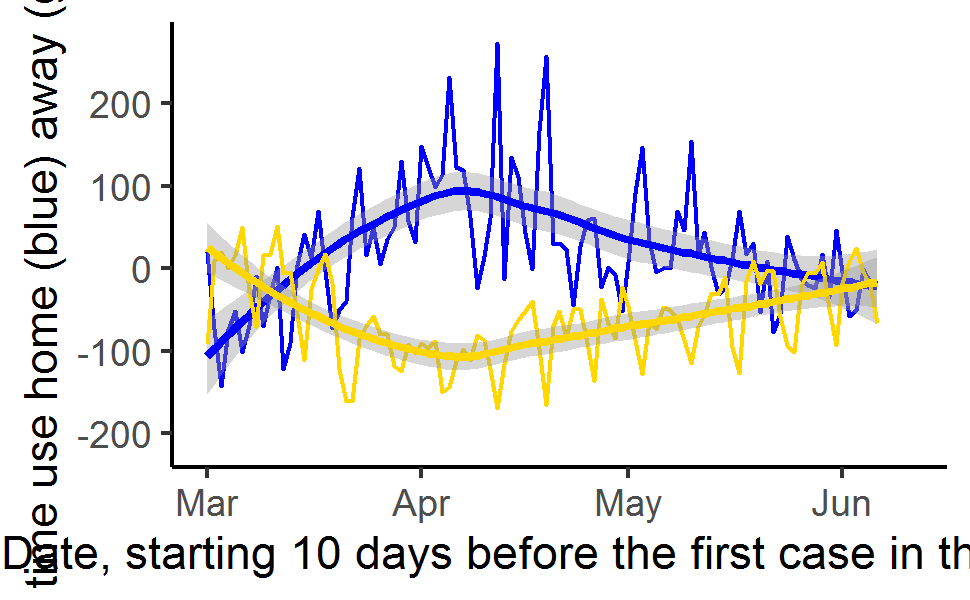 time use home (blue) away (
200
100
0
-100
-200
Mar Apr May Jun
Date, starting 10 days before the first case in th